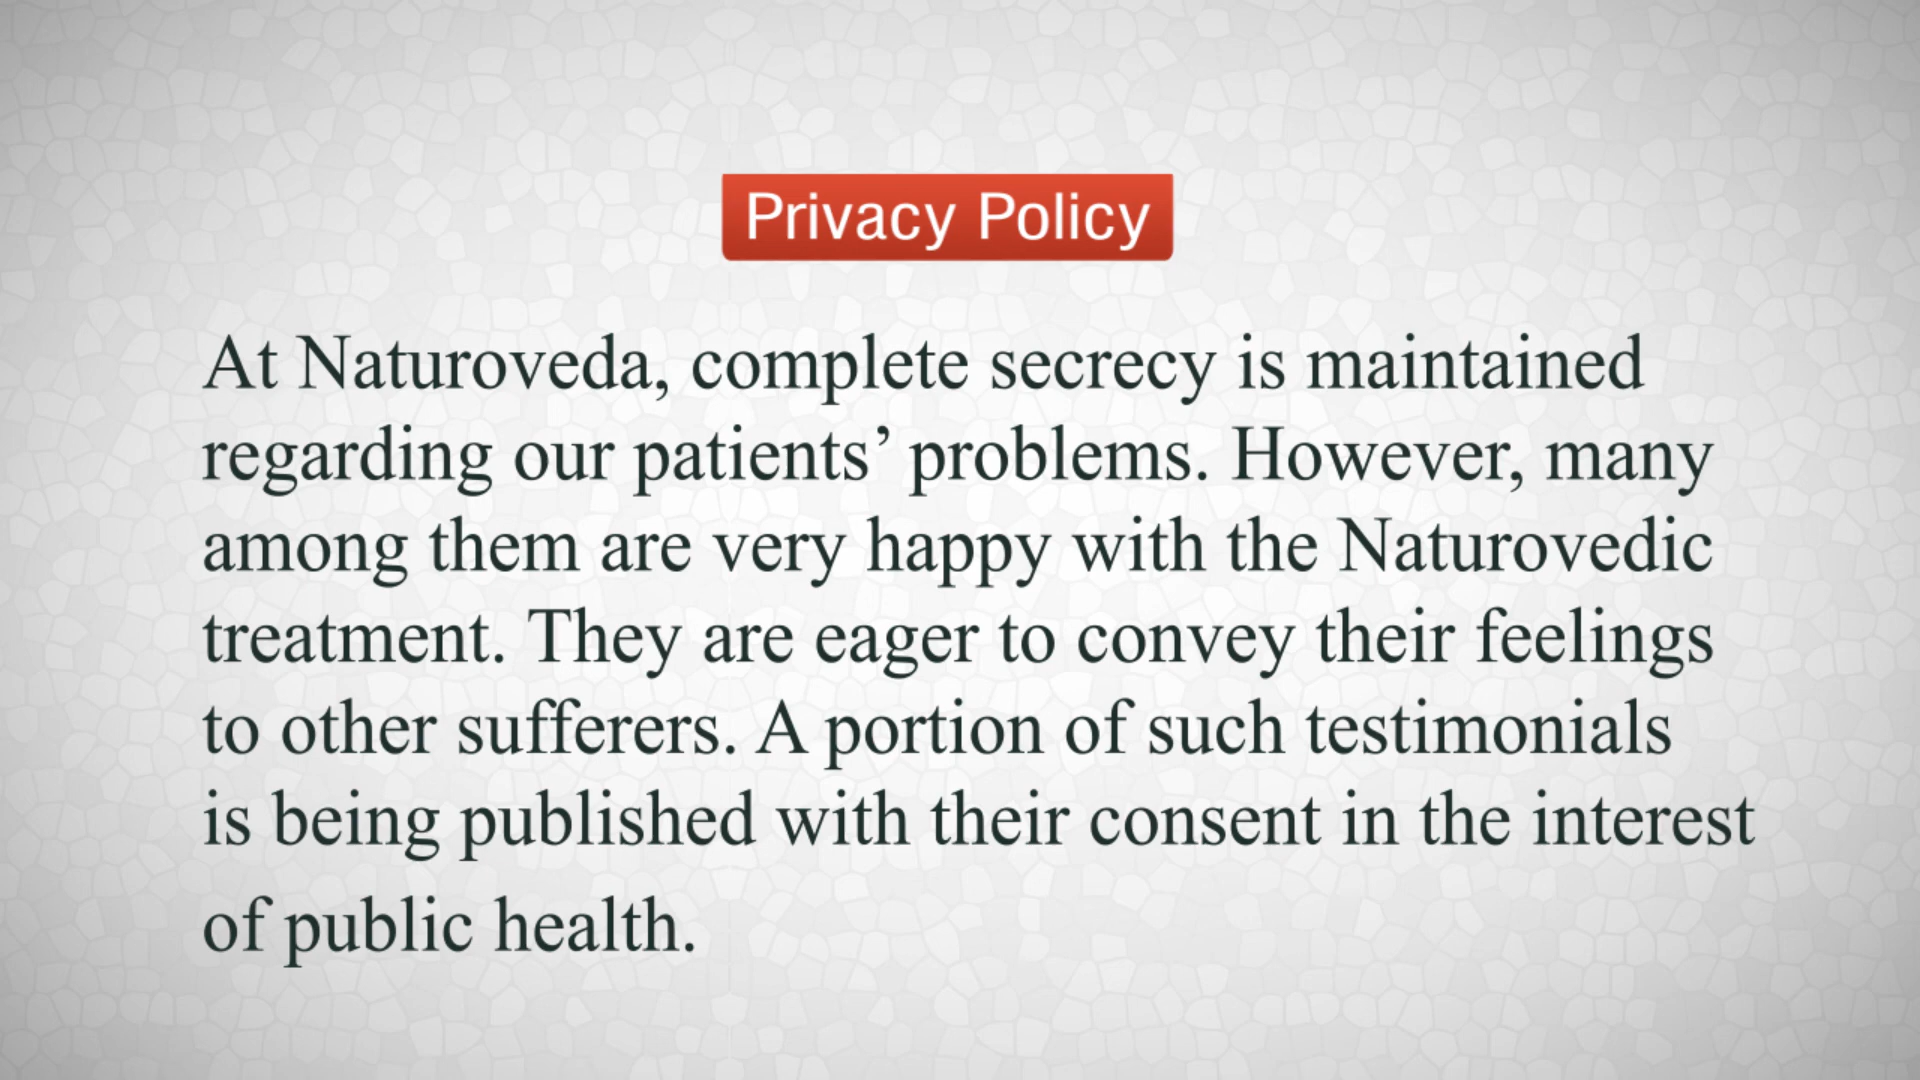 Privacy Policy
At Naturoveda, complete secrecy is maintained
regarding our patients’ problems. However, many
among them are very happy with the Naturovedic
treatment. They are eager to convey their feelings
to other sufferers. A portion of such testimonials
is being published with their consent in the interest
of public health.